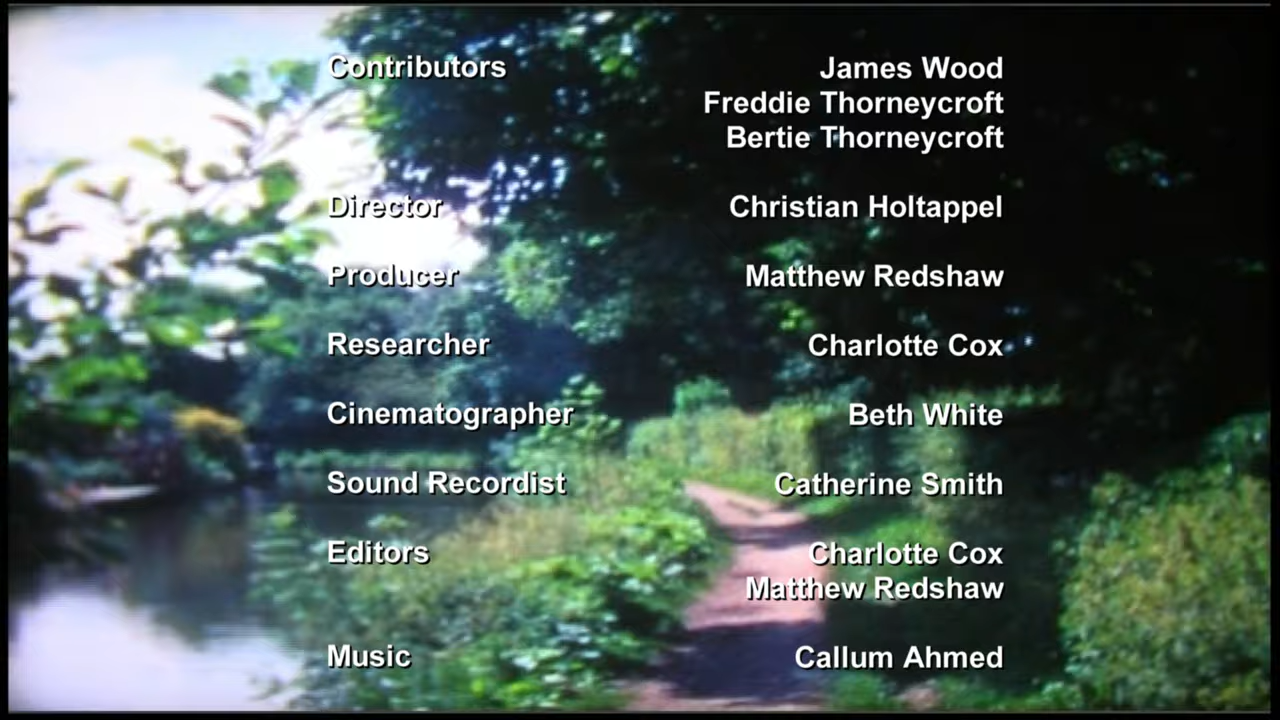 Contributors James Wood
Freddie Thorneycroft
Bertie Thorneycroft
Director Christian Holtappel
Producer Matthew Redshaw
Researcher Charlotte Cox
Cinematographer Beth White
Sound Recordist Catherine Smith
Editors Charlotte Cox
Matthew Redshaw
Music Callum Ahmed